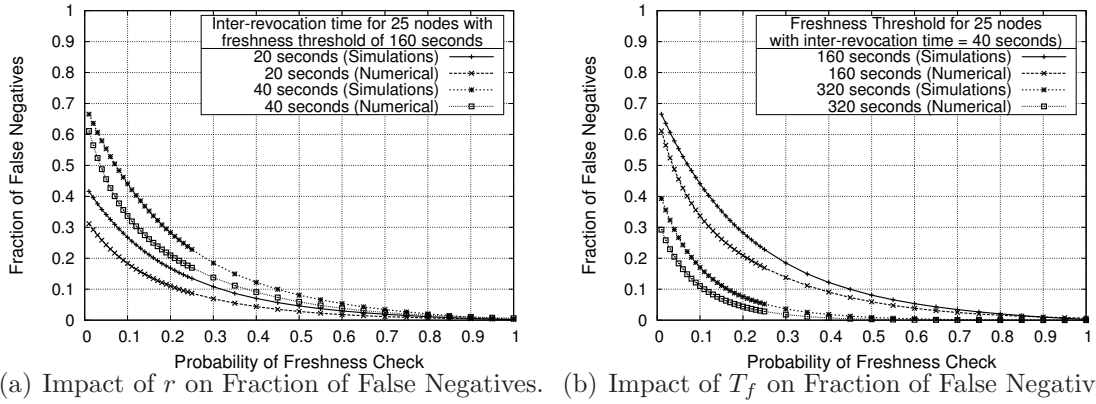 Fraction of False Negatives
1
0.9
0.8
0.7
0.6
0.5
0.4
0.3
0.2
0.1
0
Inter-revocation time for 25 nodes with
freshness threshold of 160 seconds
20 seconds (Simulations)
20 seconds (Numerical)
40 seconds (Simulations)
40 seconds (Numerical)
0 0.1 0.2 0.3 0.4 0.5 0.6 0.7 0.8 0.9 1
Probability of Freshness Check
(a) Impact of r on Fraction of False Negatives.
Fraction of False Negatives
1
0.9
0.8
0.7
0.6
0.5
0.4
0.3
0.2
0.1
0
Freshness Threshold for 25 nodes
with inter-revocation time = 40 seconds)
160 seconds (Simulations)
160 seconds (Numerical)
320 seconds (Simulations)
320 seconds (Numerical)
0 0.1 0.2 0.3 0.4 0.5 0.6 0.7 0.8 0.9 1
Probability of Freshness Check
(b) Impact of T_f on Fraction of False Negativ